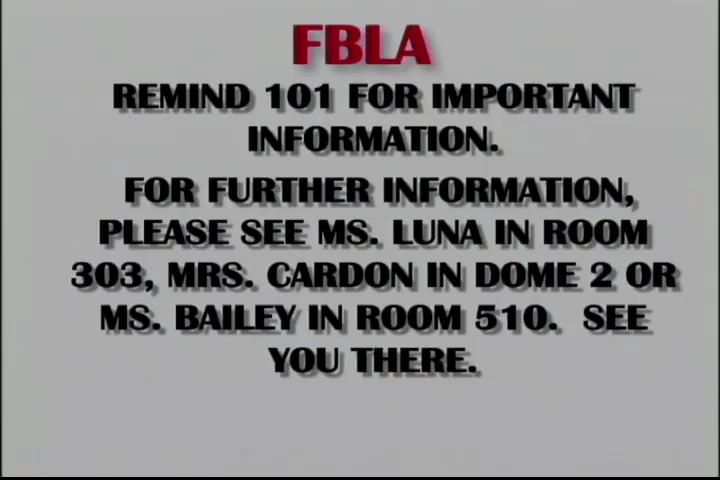 FBLA
REMIND 101 FOR IMPORTANT
INFORMATION.
FOR FURTHER INFORMATION,
PLEASE SEE MS. LUNA IN ROOM
303, MRS. CARDON IN DOME 2 OR
MS. BAILEY IN ROOM 510.  SEE
YOU THERE.